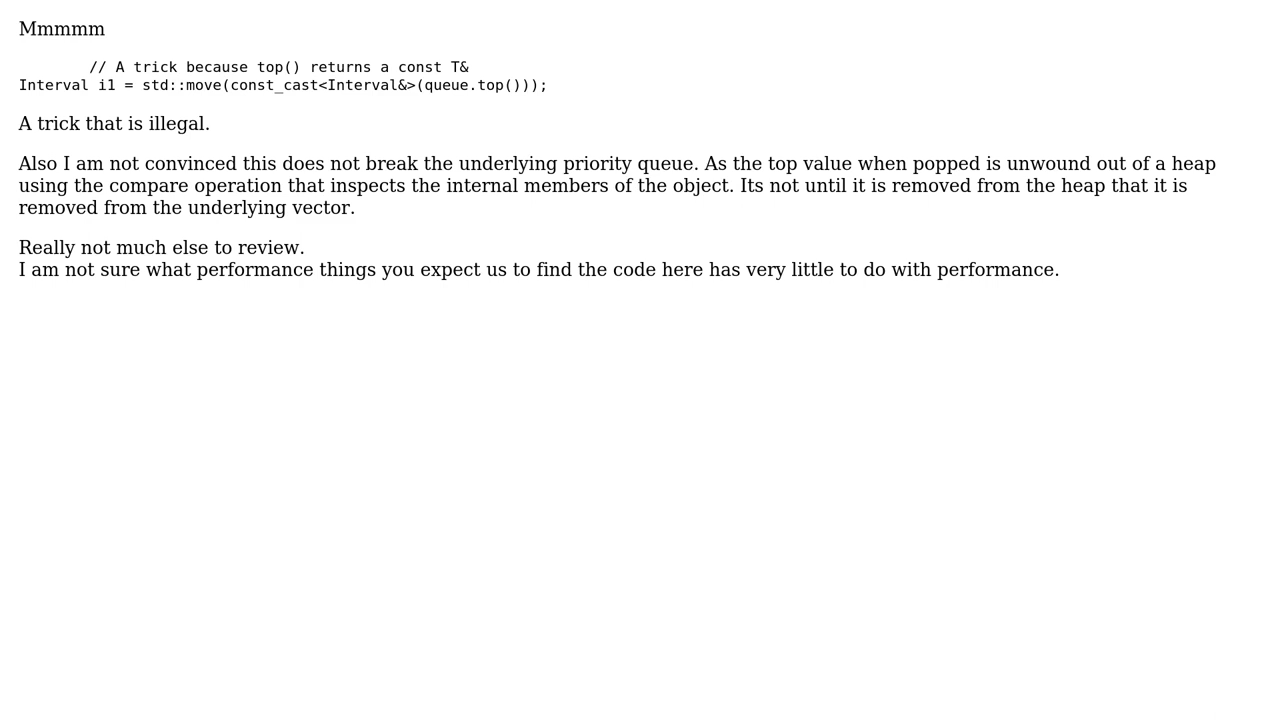 Mmmmm
// A trick because top() returns a const T&
Interval i1 = std::move(const_cast<Interval&>(queue.top()));
A trick that is illegal.
Also I am not convinced this does not break the underlying priority queue. As the top value when popped is unwound out of a heap
using the compare operation that inspects the internal members of the object. Its not until it is removed from the heap that it is
removed from the underlying vector.
Really not much else to review.
I am not sure what performance things you expect us to find the code here has very little to do with performance.